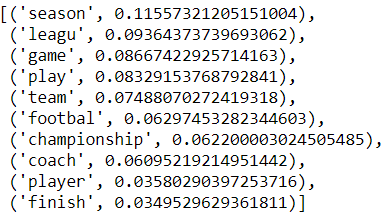 [('season', 0.11557321205151004),
('leagu', 0.09364373739693062),
('game', 0.08667422925714163),
('play', 0.08329153768792841),
('team', 0.07488070272419318),
('footbal', 0.06297453282344603),
('championship', 0.062200003024505485),
('coach', 0.06095219214951442),
('player', 0.03580290397253716),
('finish', 0.0349529629361811)]